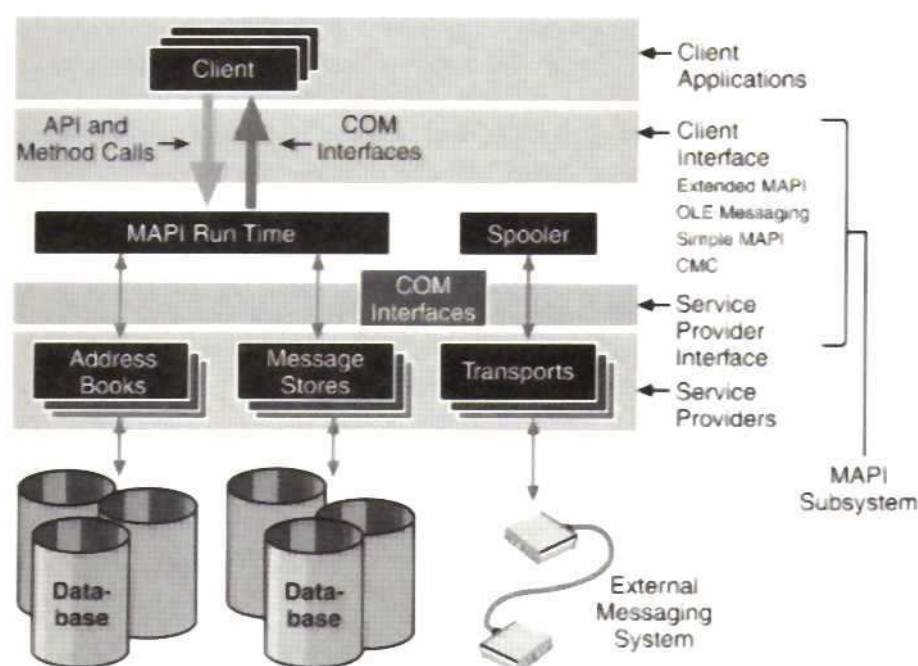 Client
Client
Applications
API and
Method Calls
COM
Interfaces
Client
Interface
Extended MAPI
OLE Messaging
Simple MAPI
CMC
MAPI Run Time
Spooler
COM
Interfaces
Service
Provider
Interface
Address
Books
Message
Stores
Transports
Service
Providers
MAPI
Subsystem
Data-
base
Data-
base
External
Messaging
System